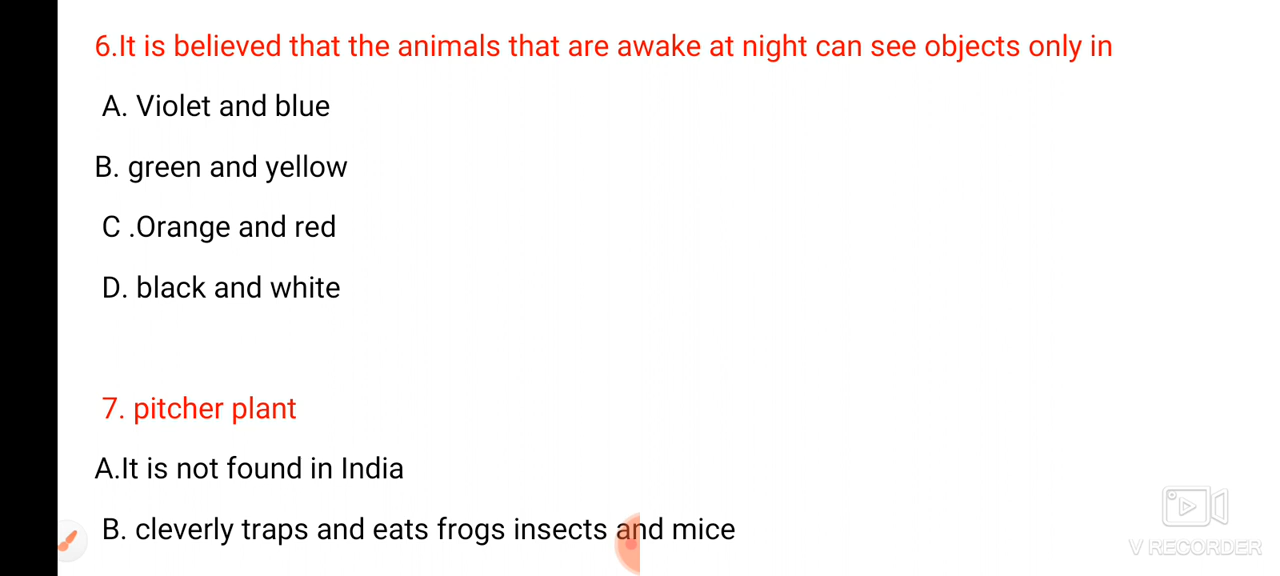 6.It is believed that the animals that are awake at night can see objects only in
A. Violet and blue
B. green and yellow
C .Orange and red
D. black and white
7. pitcher plant
A.It is not found in India
B. cleverly traps and eats frogs insects and mice
V RECORDER